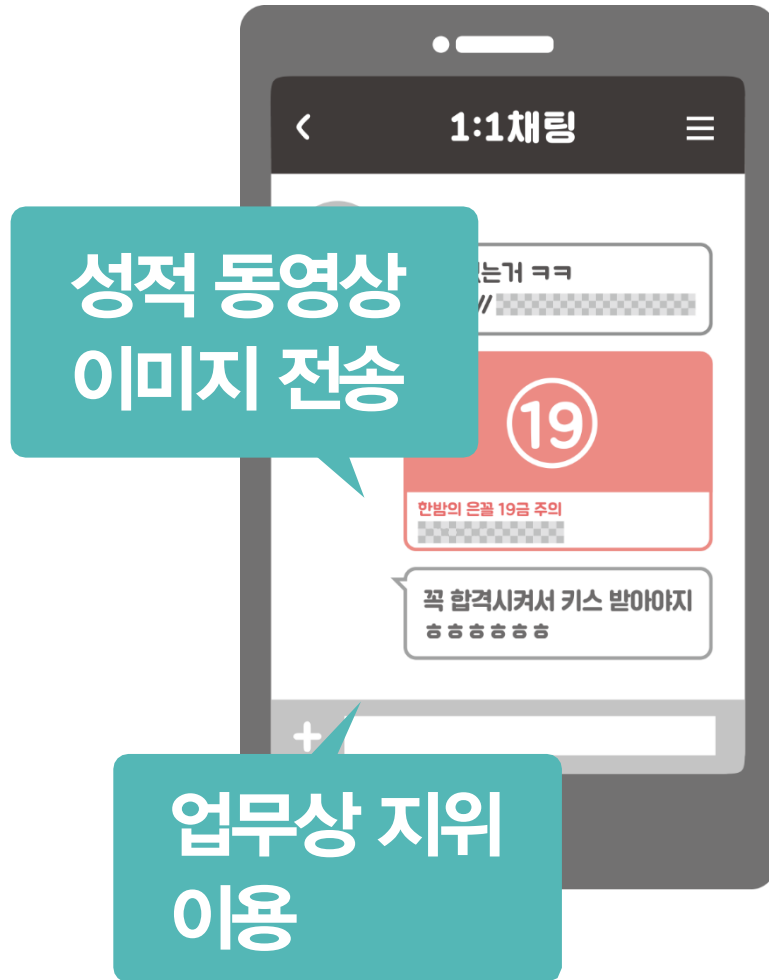 1:1채팅
성적 동영상
이미지 전송
는거 ㅋㅋ
//
19
한밤의 은꼴 19금 주의
꼭 합격시켜서 키스 받아야지
ㅎㅎㅎㅎㅎㅎ
업무상 지위
이용